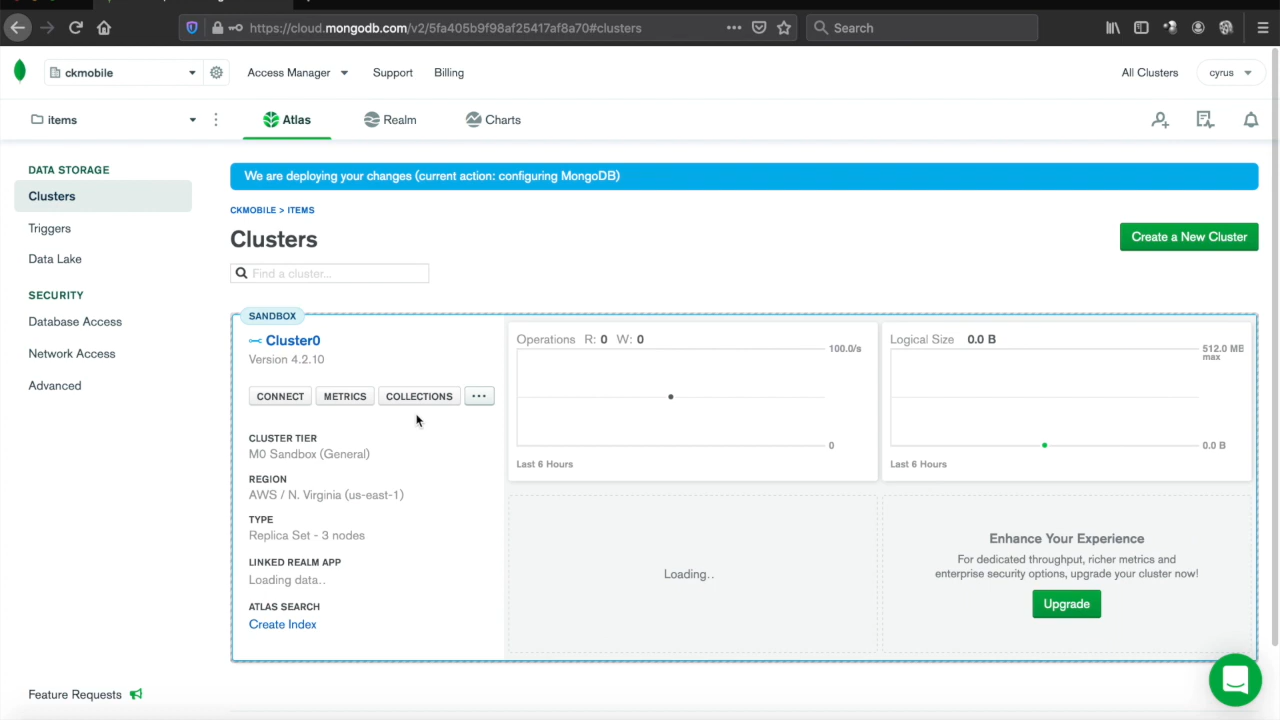 https://cloud.mongodb.com/v2/5fa405b9f98af25417af8a70#clusters
Search
ckmobile
Access Manager
Support
Billing
All Clusters
cyrus
items
Atlas
Realm
Charts
DATA STORAGE
Clusters
Triggers
Data Lake
SECURITY
Database Access
Network Access
Advanced
Feature Requests
We are deploying your changes (current action: configuring MongoDB)
CKMOBILE > ITEMS
Clusters
Create a New Cluster
Find a cluster...
SANDBOX
Cluster0
Version 4.2.10
CONNECT
METRICS
COLLECTIONS
...
CLUSTER TIER
M0 Sandbox (General)
REGION
AWS / N. Virginia (us-east-1)
TYPE
Replica Set - 3 nodes
LINKED REALM APP
Loading data..
ATLAS SEARCH
Create Index
Operations R: 0 W: 0
100.0/s
0
Last 6 Hours
Logical Size 0.0 B
512.0 MB
max
0.0 B
Last 6 Hours
Loading..
Enhance Your Experience
For dedicated throughput, richer metrics and
enterprise security options, upgrade your cluster now!
Upgrade